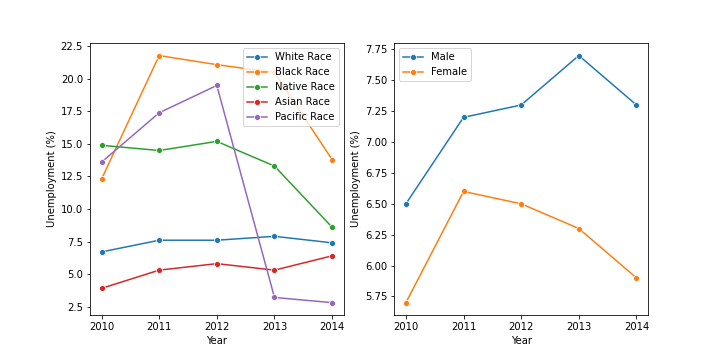 22.5
20.0
17.5
15.0
12.5
10.0
7.5
5.0
2.5
Unemployment (%)
2010 2011 2012 2013 2014
Year
White Race
Black Race
Native Race
Asian Race
Pacific Race
7.75
7.50
7.25
7.00
6.75
6.50
6.25
6.00
5.75
Unemployment (%)
2010 2011 2012 2013 2014
Year
Male
Female